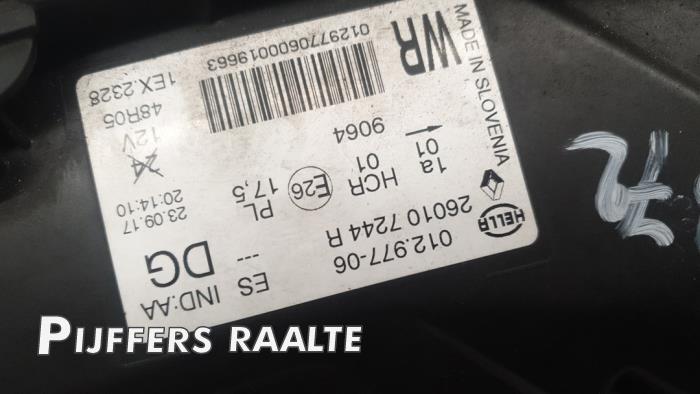 HELLA
012.977-06
ES IND:AA
26010 7244 R
---
DG
1a HCR E26 PL
01 01 17,5
23.09.17
20:14:10
9064
24
12V
48R05
1EX.2328
0129770600019663
WR
MADE IN SLOVENIA
PIJFFERS RAALTE